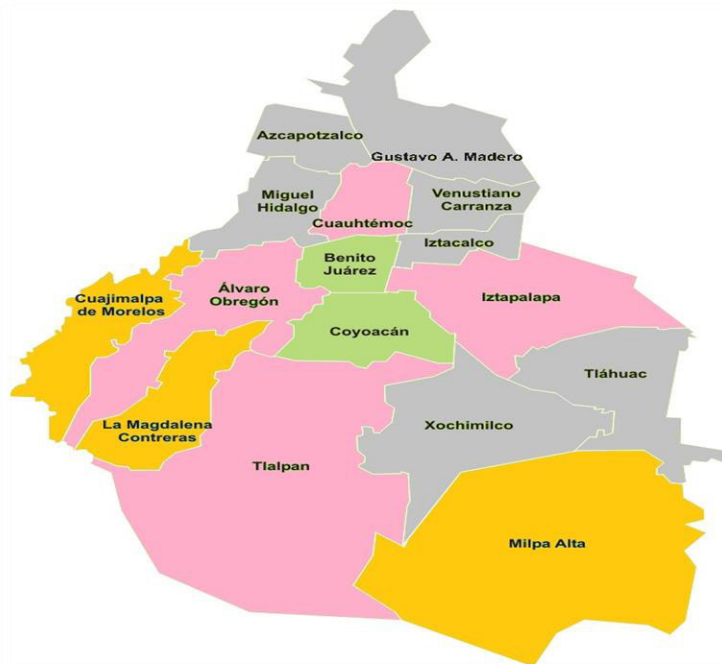 Azcapotzalco
Gustavo A. Madero
Miguel
Hidalgo
Venustiano
Carranza
Cuauhtémoc
Iztacalco
Benito
Juárez
Cuajimalpa
de Morelos
Álvaro
Obregón
Iztapalapa
Coyoacán
Tláhuac
La Magdalena
Contreras
Xochimilco
Tlalpan
Milpa Alta